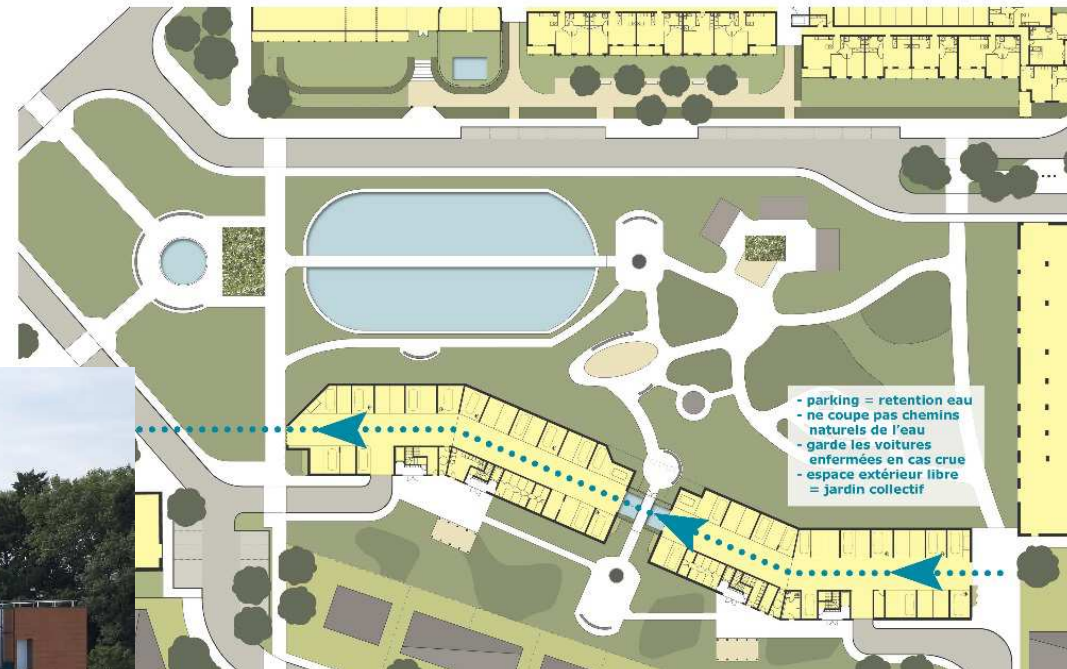 - parking = retention eau
- ne coupe pas chemins
naturels de l'eau
- garde les voitures
enfermées en cas crue
- espace extérieur libre
= jardin collectif